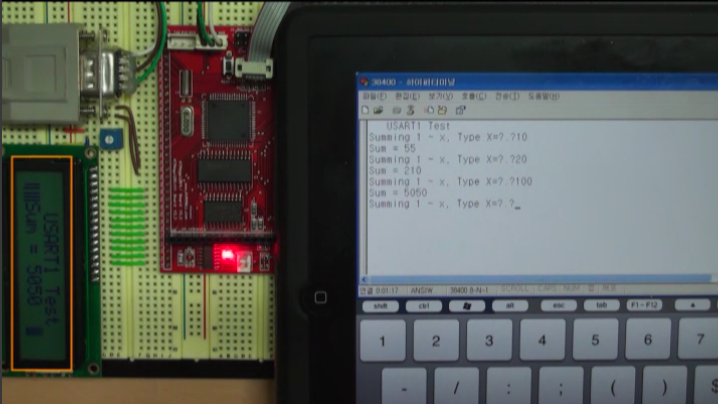 USART1 Test
Sum = 5050
38400 - 하이퍼터미널
파일(F) 편집(E) 보기(V) 호출(C) 전송(T) 도움말(H)
USART1 Test
Summing 1 ~ x, Type X=?.?10
Sum = 55
Summing 1 ~ x, Type X=?.?20
Sum = 210
Summing 1 ~ x, Type X=?.?100
Sum = 5050
Summing 1 ~ x, Type X=?.?_
연결 0:01:17 ANSIW 38400 8-N-1 SCROLL CAPS NUM
shift ctrl alt esc tab F1-F12 ▲
1 2 3 4 5 6 7
- / : ; ( ) $